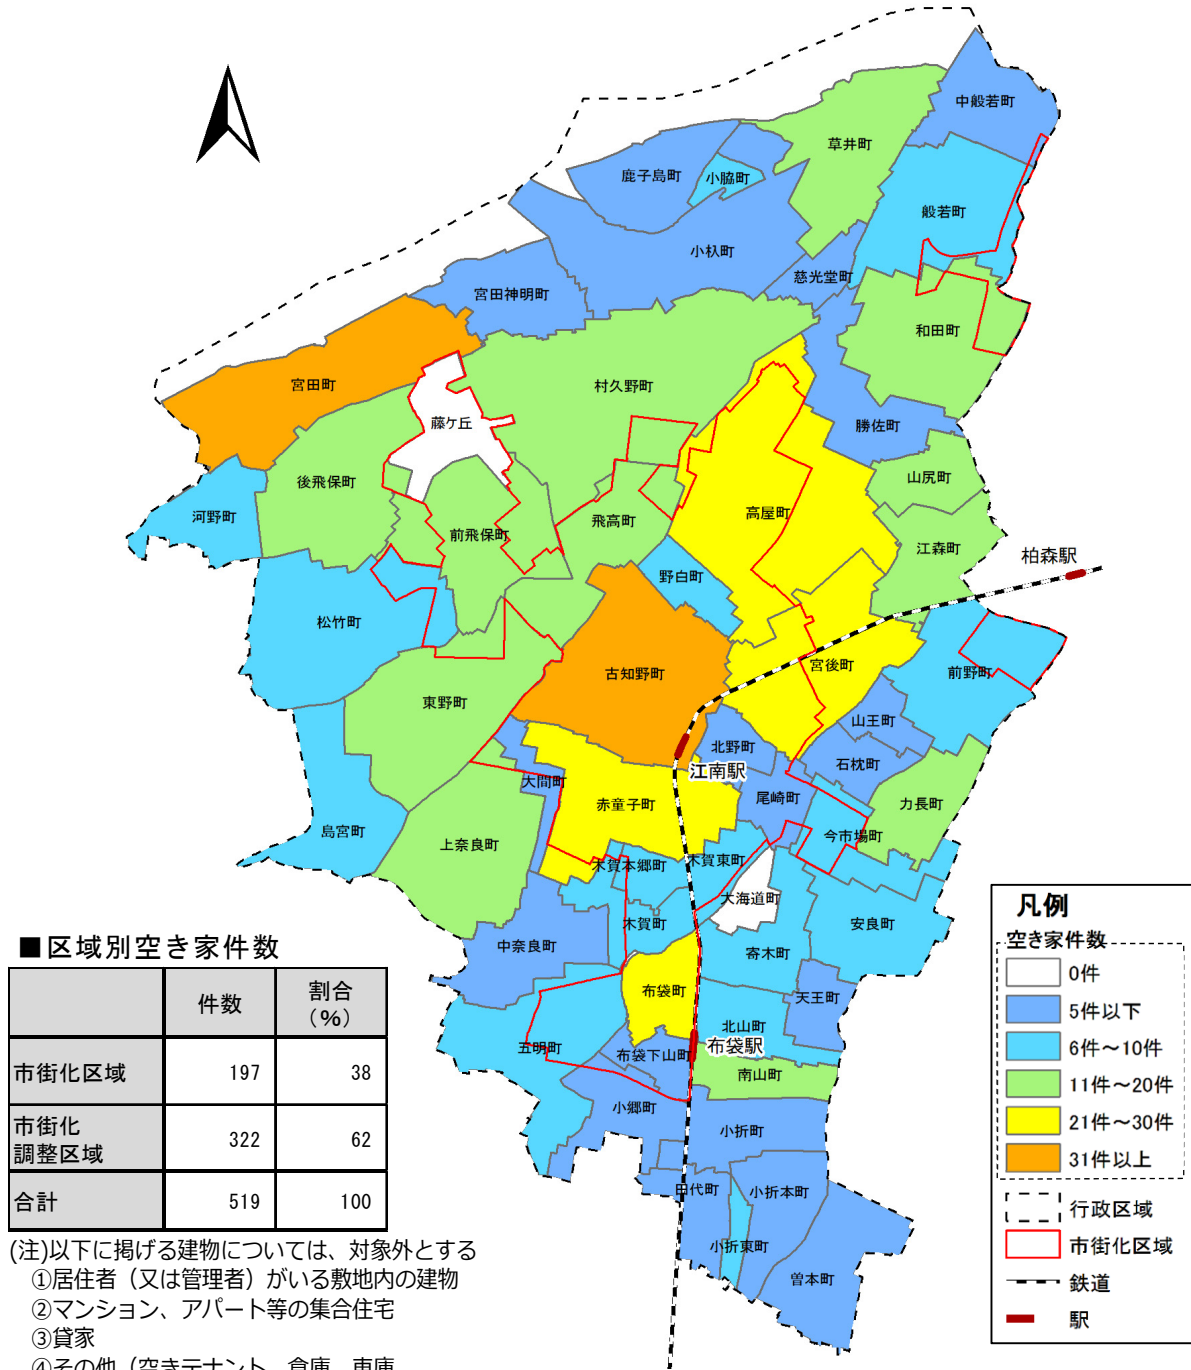 中般若町
草井町
鹿子島町
小脇町
般若町
小杁町
慈光堂町
宮田神明町
和田町
宮田町
村久野町
藤ケ丘
勝佐町
山尻町
後飛保町
河野町
高屋町
飛高町
前飛保町
江森町
柏森駅
野白町
松竹町
古知野町
宮後町
前野町
東野町
山王町
北野町
石枕町
江南駅
大間町
尾崎町
赤童子町
力長町
島宮町
今市場町
上奈良町
木賀本郷町
木賀東町
大海道町
安良町
木賀町
中奈良町
寄木町
布袋町
天王町
北山町
五明町
布袋下山町
布袋駅
南山町
小郷町
小折町
田代町
小折本町
小折東町
曽本町
■区域別空き家件数
件数 割合
(%)
市街化区域 197 38
市街化
調整区域 322 62
合計 519 100
(注)以下に掲げる建物については、対象外とする
①居住者（又は管理者）がいる敷地内の建物
②マンション、アパート等の集合住宅
③貸家
④その他（空きテナント、倉庫、車庫
凡例
空き家件数
0件
5件以下
6件～10件
11件～20件
21件～30件
31件以上
行政区域
市街化区域
鉄道
駅